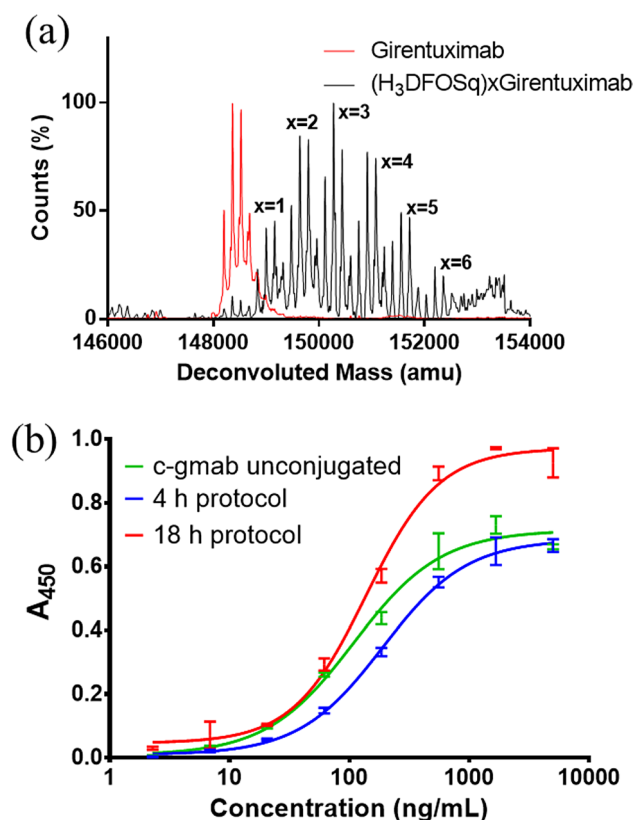 (a)
Girentuximab
(H₃DFOSq)xGirentuximab
Counts (%)
100
50
0
x=1
x=2
x=3
x=4
x=5
x=6
146000 148000 150000 152000 154000
Deconvoluted Mass (amu)
(b)
c-gmab unconjugated
4 h protocol
18 h protocol
A₄₅₀
1.0
0.8
0.6
0.4
0.2
0.0
1 10 100 1000 10000
Concentration (ng/mL)